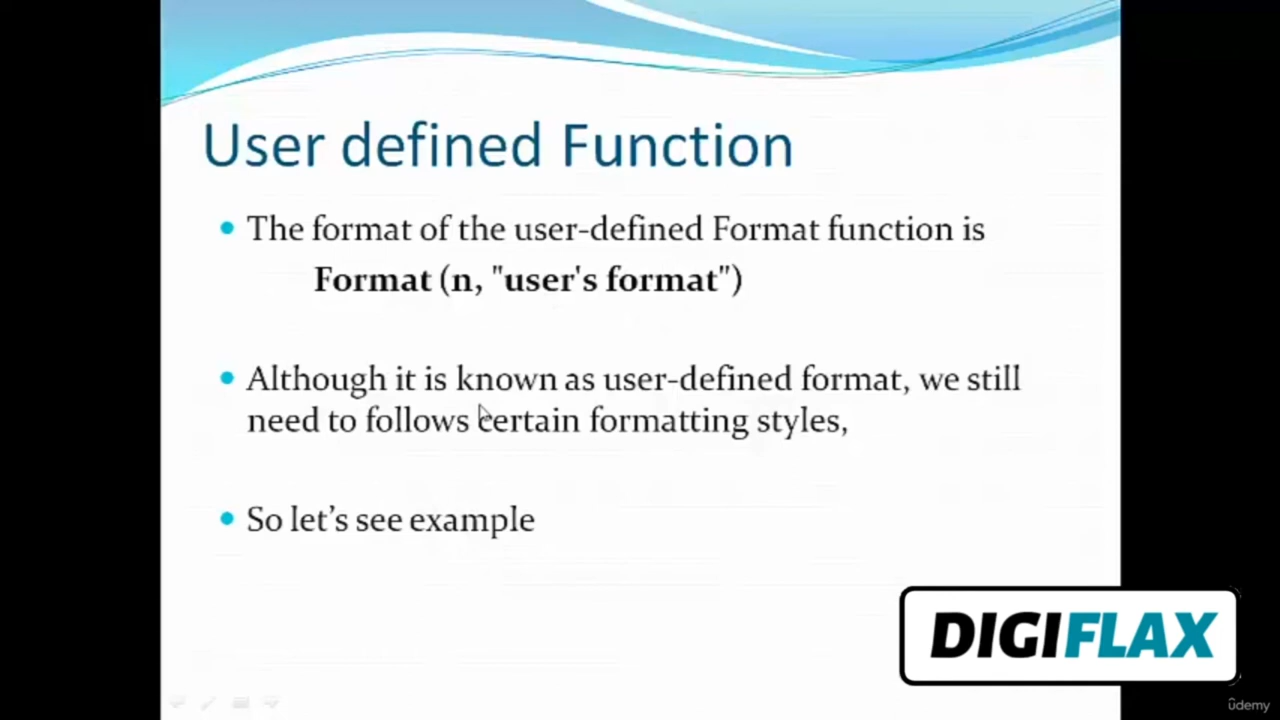 User defined Function
The format of the user-defined Format function is
Format (n, "user's format")
Although it is known as user-defined format, we still
need to follows certain formatting styles,
So let’s see example
DIGIFLAX
ûdemy